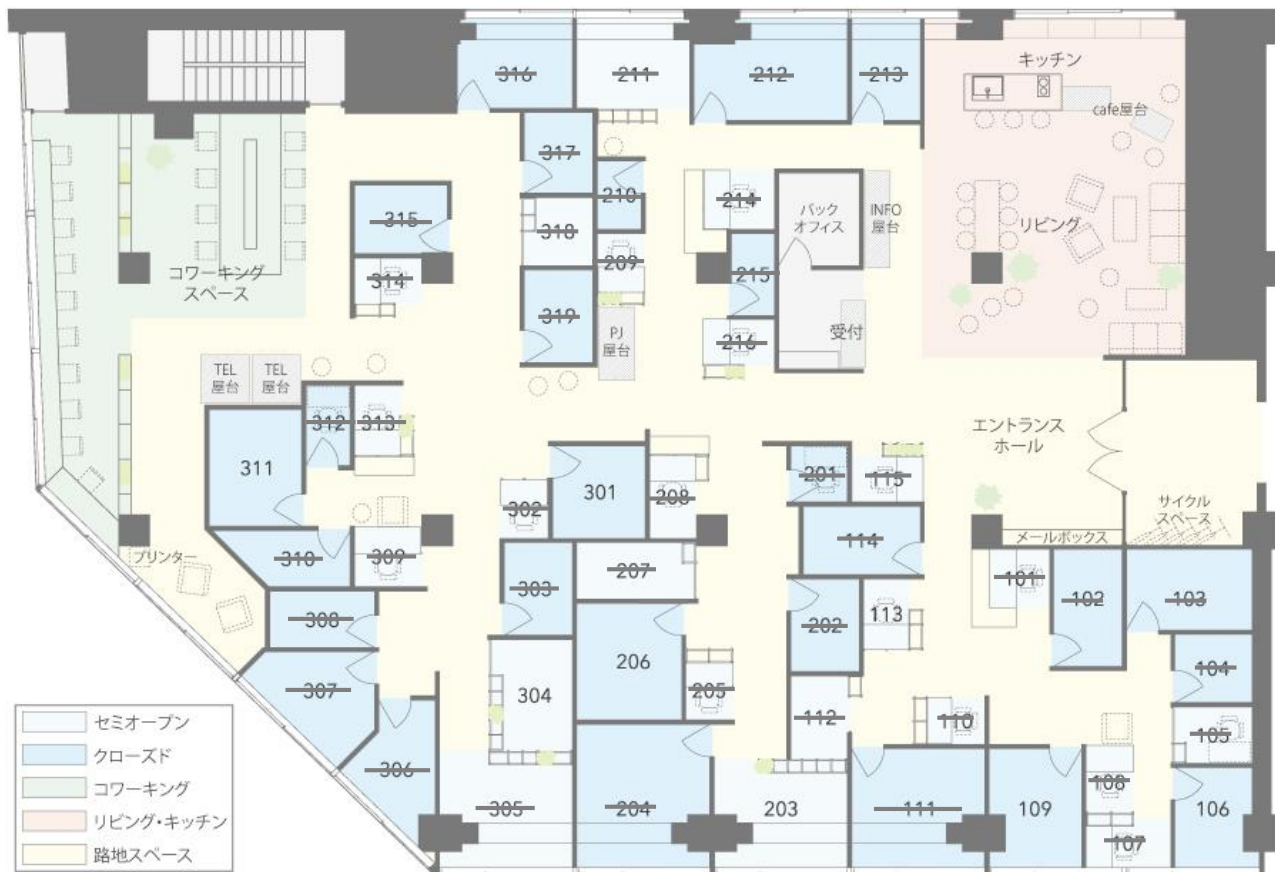 キッチン
316
211
212
213
cafe屋台
317
210
315
318
214
バック
オフィス
INFO
屋台
リビング
209
コワーキング
スペース
314
215
319
PJ
屋台
216
受付
TEL
屋台
TEL
屋台
312
313
エントランス
ホール
311
301
302
208
201
115
サイクル
スペース
プリンター
310
309
114
メールボックス
303
207
101
102
103
308
202
113
206
104
307
304
205
112
110
105
セミオープン
クローズド
コワーキング
リビング・キッチン
路地スペース
306
305
204
203
111
109
108
107
106